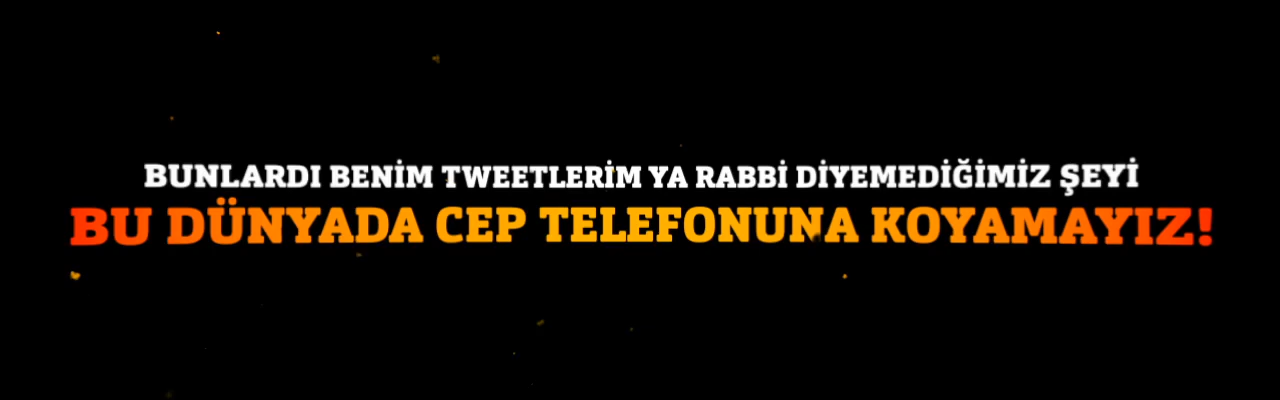 BUNLARDI BENİM TWEETLERİM YA RABBİ DİYEMEDİĞİMİZ ŞEYİ
BU DÜNYADA CEP TELEFONUNA KOYAMAYIZ!